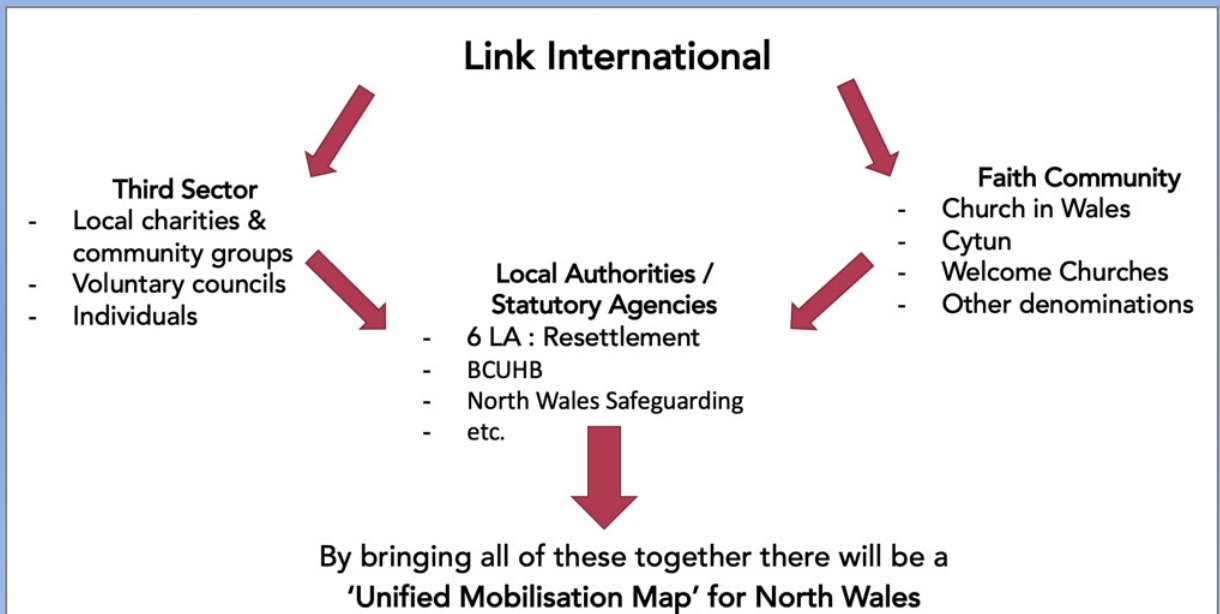 Link International
Third Sector
- Local charities &
community groups
- Voluntary councils
- Individuals
Faith Community
- Church in Wales
- Cytun
- Welcome Churches
- Other denominations
Local Authorities /
Statutory Agencies
- 6 LA : Resettlement
- BCUHB
- North Wales Safeguarding
- etc.
By bringing all of these together there will be a
‘Unified Mobilisation Map’ for North Wales